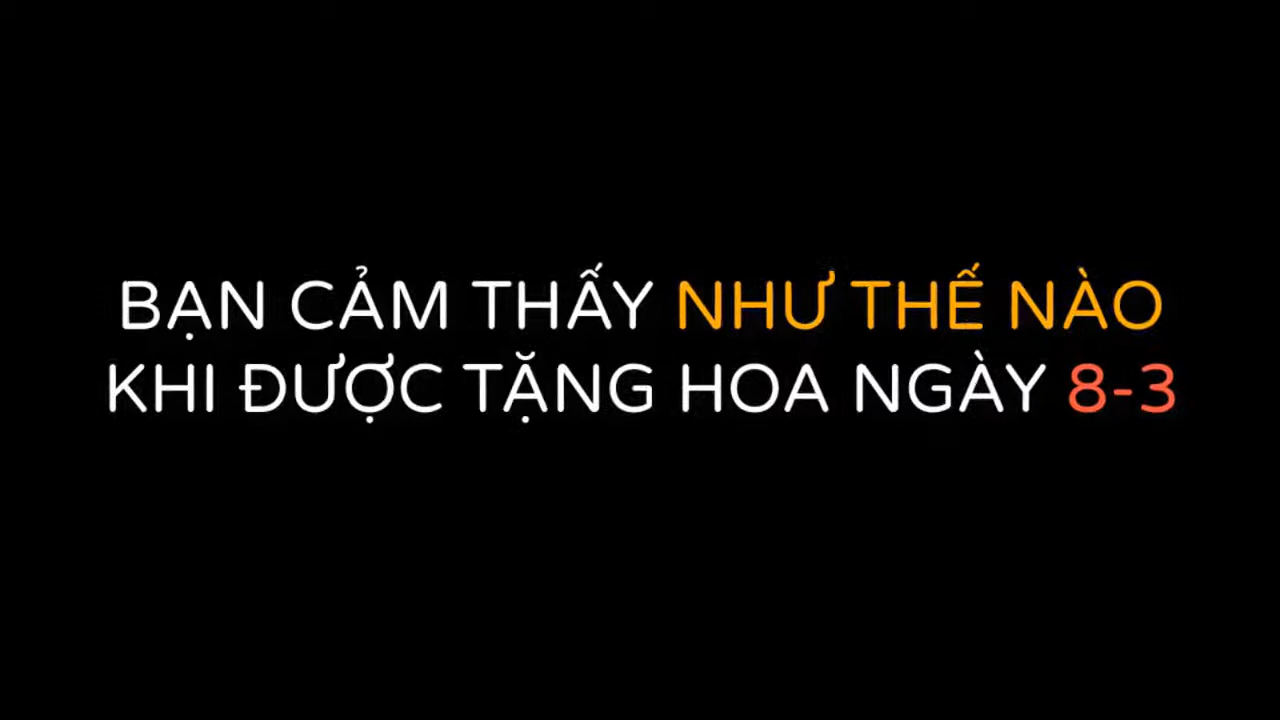 BẠN CẢM THẤY NHƯ THẾ NÀO
KHI ĐƯỢC TẶNG HOA NGÀY 8-3